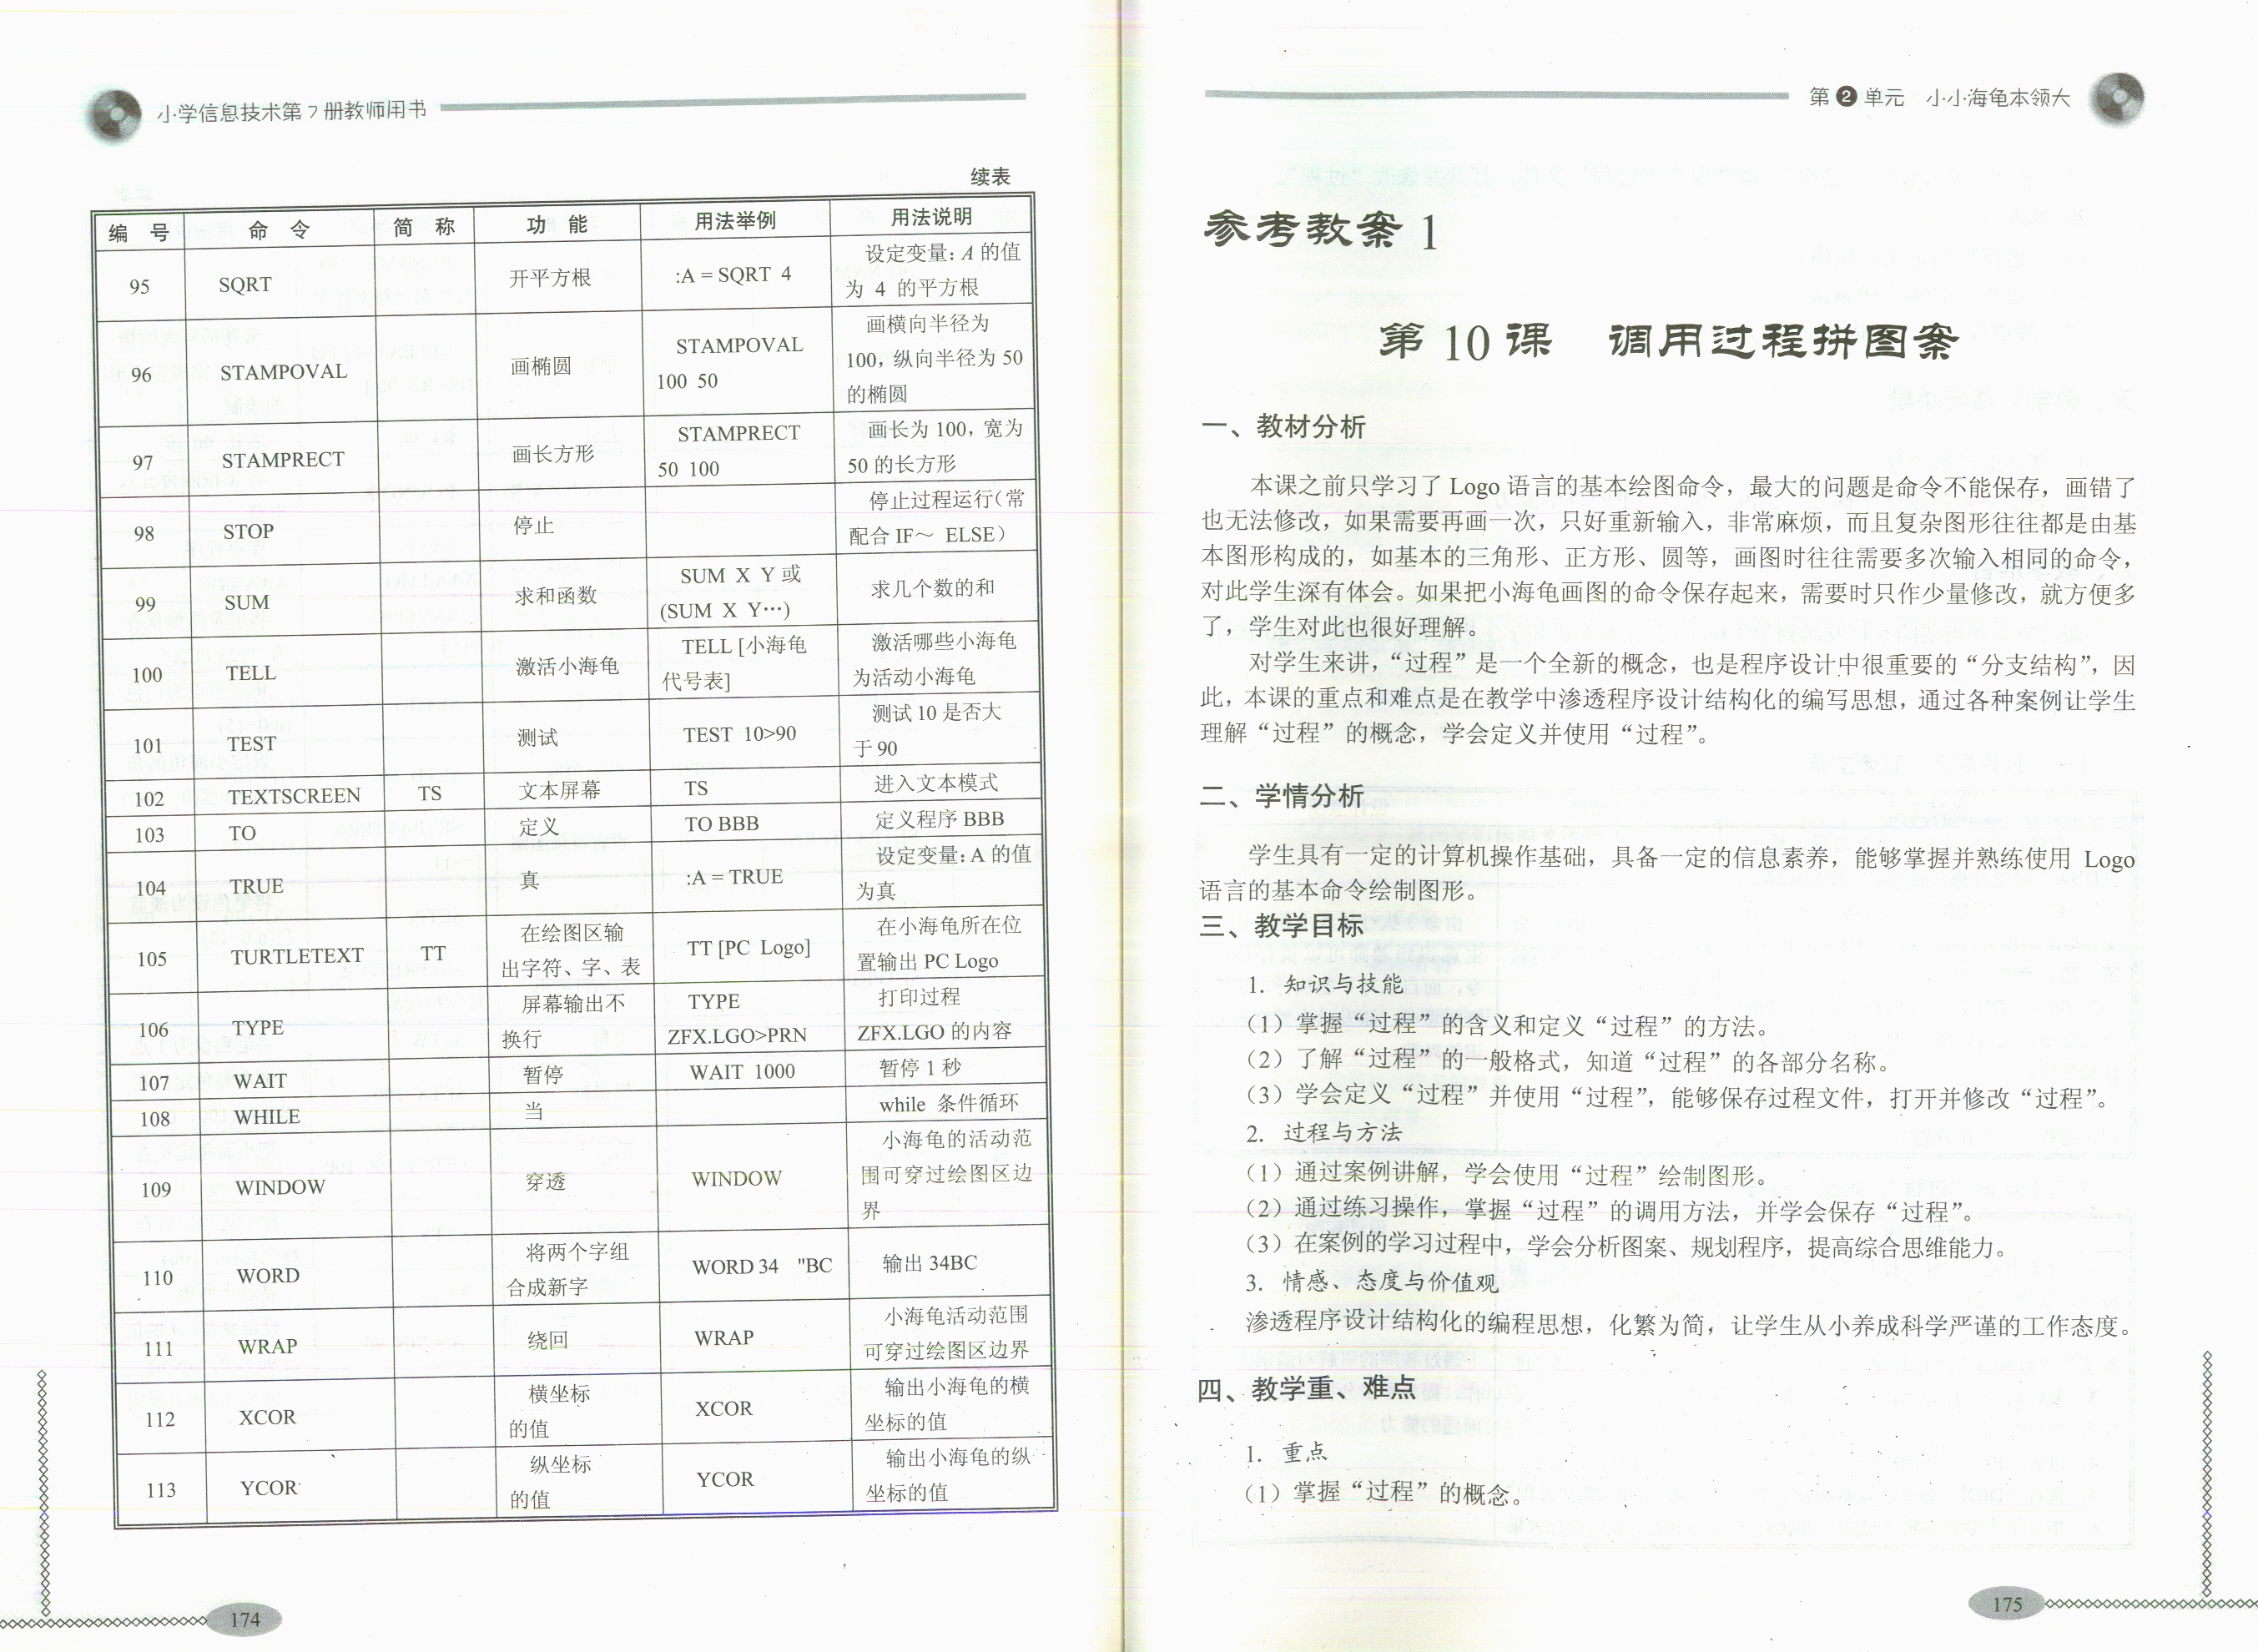 小学信息技术第7册教师用书
续表
编 号 命 令 简 称 功 能 用法举例 用法说明
95 SQRT 开平方根 :A = SQRT 4 设定变量:A 的值
为 4 的平方根
96 STAMPOVAL 画椭圆 STAMPOVAL
100 50 画横向半径为
100,纵向半径为 50
的椭圆
97 STAMPRECT 画长方形 STAMPRECT
50 100 画长为 100,宽为
50 的长方形
98 STOP 停止 停止过程运行(常
配合 IF～ ELSE)
99 SUM 求和函数 SUM X Y 或
(SUM X Y…) 求几个数的和
100 TELL 激活小海龟 TELL [小海龟
代号表] 激活哪些小海龟
为活动小海龟
101 TEST 测试 TEST 10>90 测试 10 是否大
于 90
102 TEXTSCREEN TS 文本屏幕 TS 进入文本模式
103 TO 定义 TO BBB 定义程序 BBB
104 TRUE 真 :A = TRUE 设定变量:A 的值
为真
105 TURTLETEXT TT 在绘图区输
出字符、字、表 TT [PC Logo] 在小海龟所在位
置输出 PC Logo
106 TYPE 屏幕输出不
换行 TYPE
ZFX.LGO>PRN 打印过程
ZFX.LGO 的内容
107 WAIT 暂停 WAIT 1000 暂停 1 秒
108 WHILE 当 while 条件循环
109 WINDOW 穿透 WINDOW 小海龟的活动范
围可穿过绘图区边
界
110 WORD 将两个字组
合成新字 WORD 34 "BC 输出 34BC
111 WRAP 绕回 WRAP 小海龟活动范围
可穿过绘图区边界
112 XCOR 横坐标
的值 XCOR 输出小海龟的横
坐标的值
113 YCOR 纵坐标
的值 YCOR 输出小海龟的纵
坐标的值
174
第2单元 小小海龟本领大
参考教案 1
第 10 课 调用过程拼图案
一、教材分析
本课之前只学习了 Logo 语言的基本绘图命令，最大的问题是命令不能保存，画错了
也无法修改，如果需要再画一次，只好重新输入，非常麻烦，而且复杂图形往往都是由基
本图形构成的，如基本的三角形、正方形、圆等，画图时往往需要多次输入相同的命令，
对此学生深有体会。如果把小海龟画图的命令保存起来，需要时只作少量修改，就方便多
了，学生对此也很好理解。
对学生来讲，“过程”是一个全新的概念，也是程序设计中很重要的“分支结构”，因
此，本课的重点和难点是在教学中渗透程序设计结构化的编写思想，通过各种案例让学生
理解“过程”的概念，学会定义并使用“过程”。
二、学情分析
学生具有一定的计算机操作基础，具备一定的信息素养，能够掌握并熟练使用 Logo
语言的基本命令绘制图形。
三、教学目标
1. 知识与技能
（1）掌握“过程”的含义和定义“过程”的方法。
（2）了解“过程”的一般格式，知道“过程”的各部分名称。
（3）学会定义“过程”并使用“过程”，能够保存过程文件，打开并修改“过程”。
2. 过程与方法
（1）通过案例讲解，学会使用“过程”绘制图形。
（2）通过练习操作，掌握“过程”的调用方法，并学会保存“过程”。
（3）在案例的学习过程中，学会分析图案、规划程序，提高综合思维能力。
3. 情感、态度与价值观
渗透程序设计结构化的编程思想，化繁为简，让学生从小养成科学严谨的工作态度。
四、教学重、难点
1. 重点
（1）掌握“过程”的概念。
175